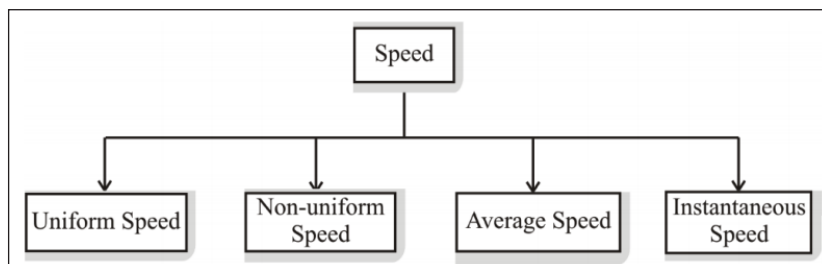 Speed
Uniform Speed
Non-uniform
Speed
Average Speed
Instantaneous
Speed